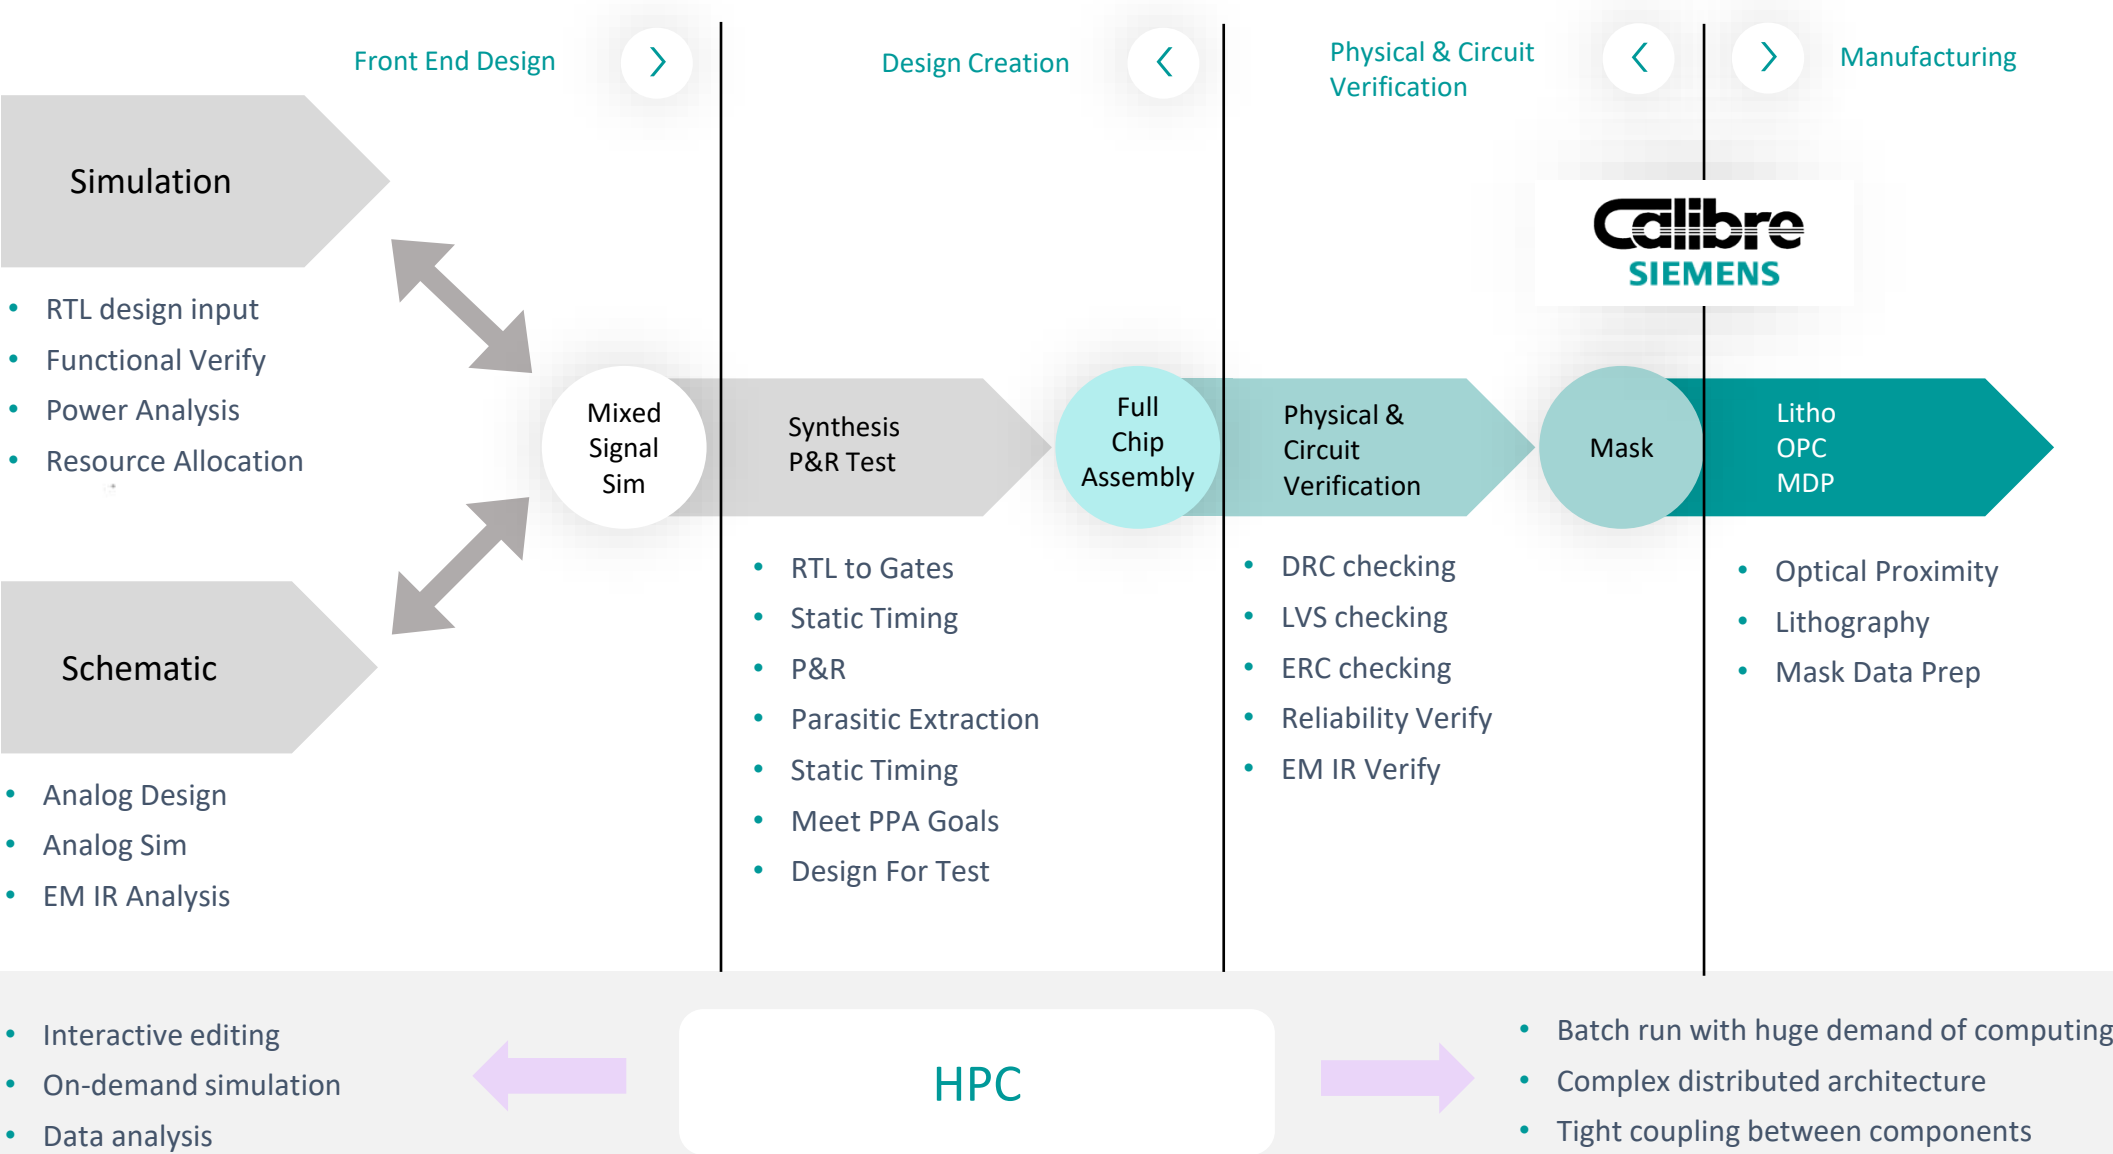 Front End Design
Design Creation
Physical & Circuit
Verification
Manufacturing
Calibre
SIEMENS
Simulation
• RTL design input
• Functional Verify
• Power Analysis
• Resource Allocation
Schematic
• Analog Design
• Analog Sim
• EM IR Analysis
Mixed
Signal
Sim
Synthesis
P&R Test
• RTL to Gates
• Static Timing
• P&R
• Parasitic Extraction
• Static Timing
• Meet PPA Goals
• Design For Test
Full
Chip
Assembly
Physical &
Circuit
Verification
• DRC checking
• LVS checking
• ERC checking
• Reliability Verify
• EM IR Verify
Mask
Litho
OPC
MDP
• Optical Proximity
• Lithography
• Mask Data Prep
• Interactive editing
• On-demand simulation
• Data analysis
HPC
• Batch run with huge demand of computing
• Complex distributed architecture
• Tight coupling between components